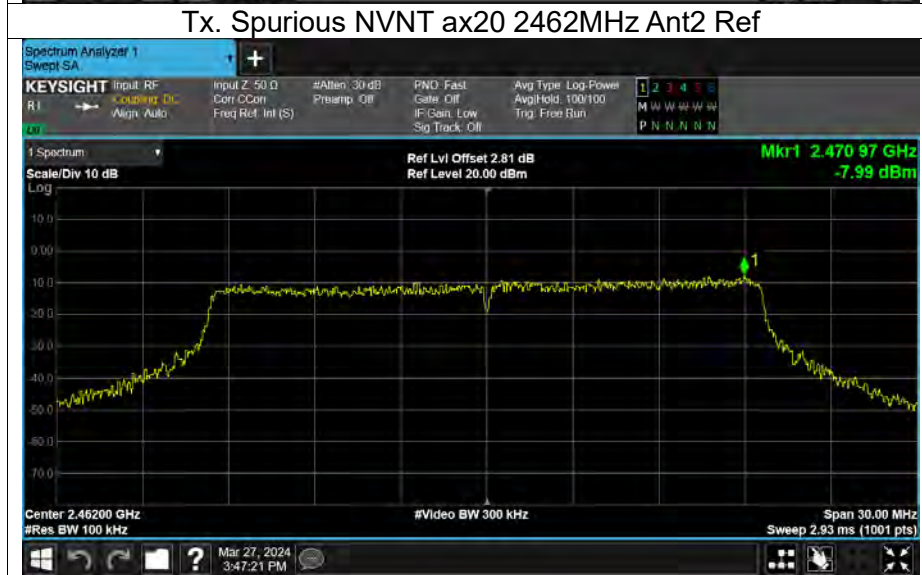 Tx. Spurious NVNT ax20 2462MHz Ant2 Ref
Spectrum Analyzer 1
Swept SA
+
KEYSIGHT Input: RF
Coupling: DC
Align: Auto
Input Z: 50 Ω
Corr CCorr
Freq Ref: Int (S)
#Atten: 30 dB
Preamp: Off
PNO: Fast
Gate: Off
IF Gain: Low
Sig Track: Off
Avg Type: Log-Power
Avg|Hold: 100/100
Trig: Free Run
1 2 3 4 5 6
M W W W W W
P N N N N N
1 Spectrum
Scale/Div 10 dB
Ref Lvl Offset 2.81 dB
Ref Level 20.00 dBm
Mkr1 2.470 97 GHz
-7.99 dBm
Log
10.0
0.00
-10.0
-20.0
-30.0
-40.0
-50.0
-60.0
-70.0
1
Center 2.46200 GHz
#Res BW 100 kHz
#Video BW 300 kHz
Span 30.00 MHz
Sweep 2.93 ms (1001 pts)
?
Mar 27, 2024
3:47:21 PM